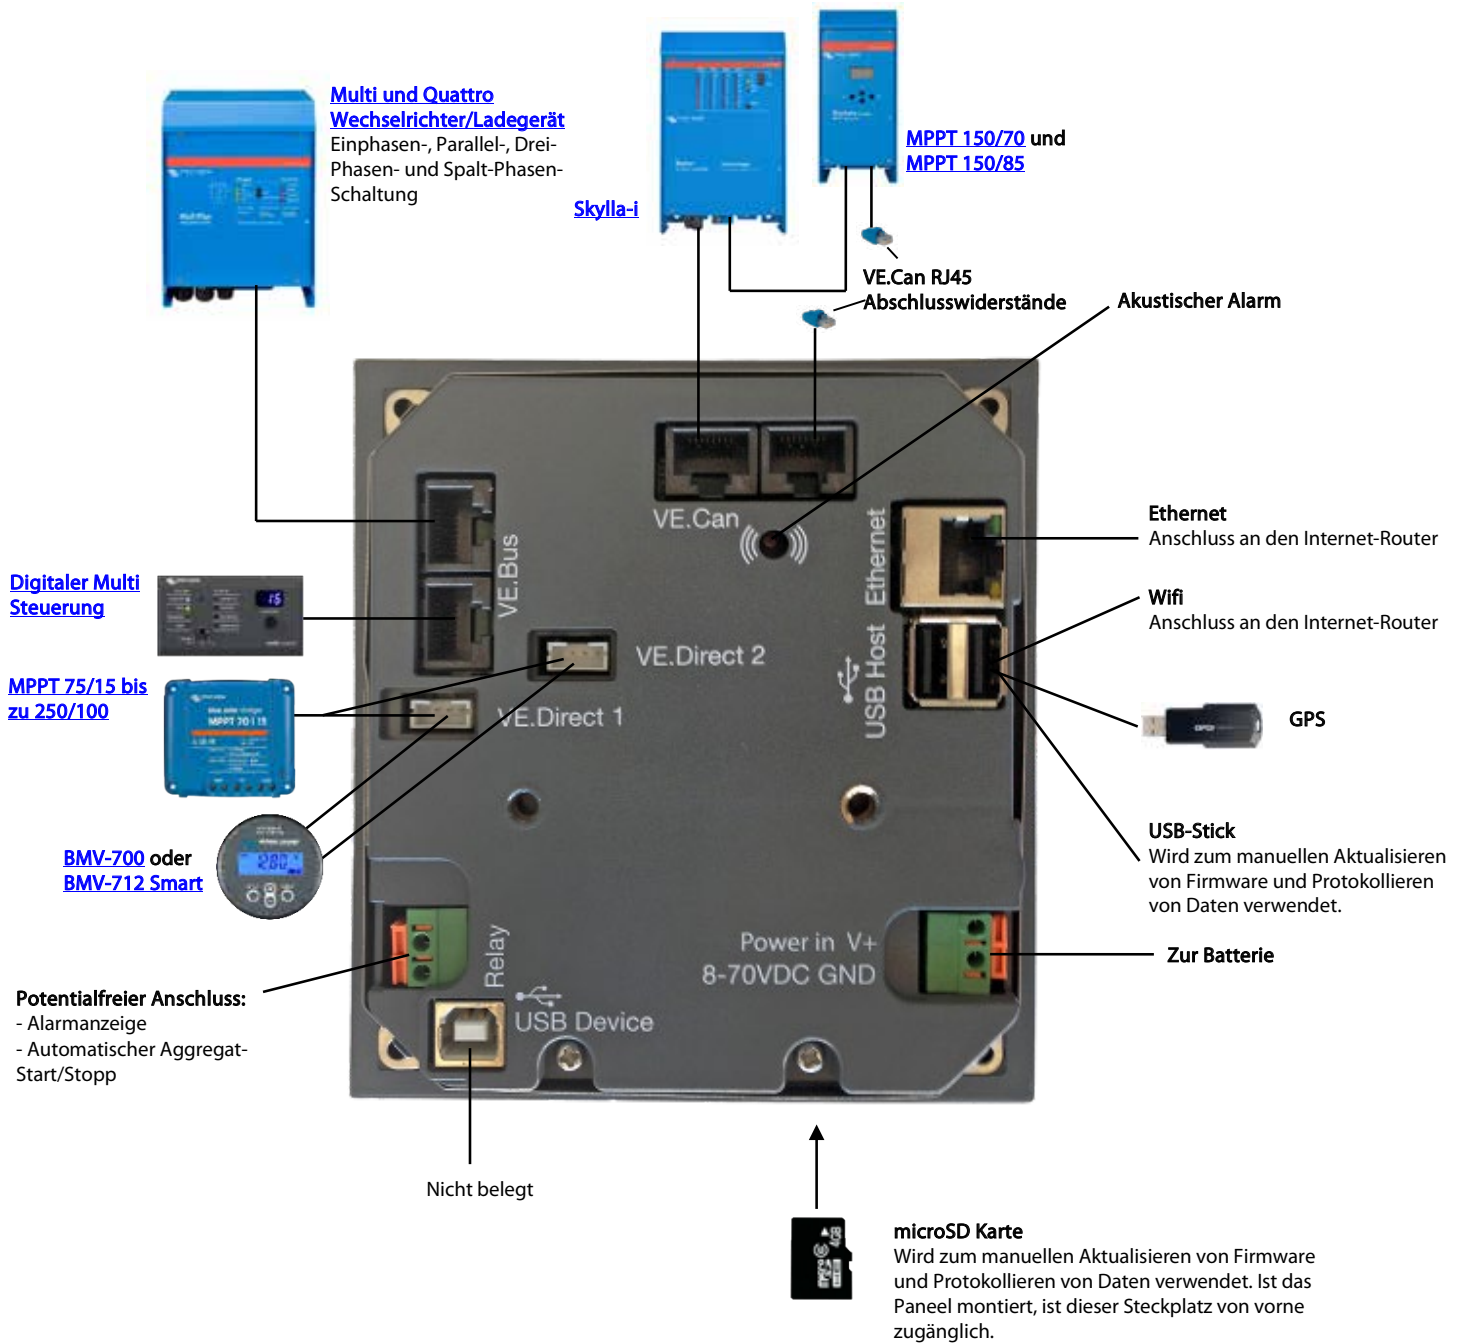 Multi und Quattro
Wechselrichter/Ladegerät
Einphasen-, Parallel-, Drei-
Phasen- und Spalt-Phasen-
Schaltung
Skylla-i
MPPT 150/70 und
MPPT 150/85
VE.Can RJ45
Abschlusswiderstände
Akustischer Alarm
VE.Can
VE.Bus
Ethernet
Ethernet
Anschluss an den Internet-Router
Digitaler Multi
Steuerung
15
Wifi
Anschluss an den Internet-Router
VE.Direct 2
USB Host
MPPT 75/15 bis
zu 250/100
MPPT 70 | 15
VE.Direct 1
GPS
BMV-700 oder
BMV-712 Smart
USB-Stick
Wird zum manuellen Aktualisieren
von Firmware und Protokollieren
von Daten verwendet.
Relay
Power in V+
8-70VDC GND
Zur Batterie
Potentialfreier Anschluss:
- Alarmanzeige
- Automatischer Aggregat-
Start/Stopp
USB Device
Nicht belegt
4GB
microSD Karte
Wird zum manuellen Aktualisieren von Firmware
und Protokollieren von Daten verwendet. Ist das
Paneel montiert, ist dieser Steckplatz von vorne
zugänglich.